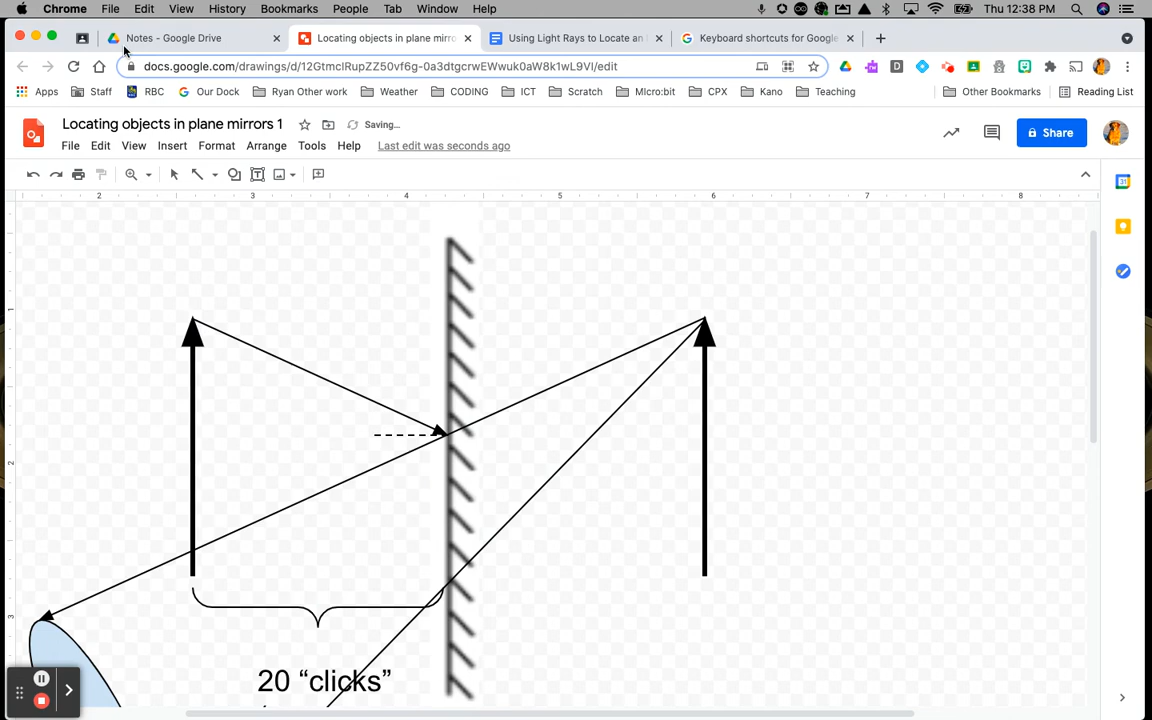 Chrome File Edit View History Bookmarks People Tab Window Help Thu 12:38 PM
Notes - Google Drive Locating objects in plane mirro Using Light Rays to Locate an Keyboard shortcuts for Google
docs.google.com/drawings/d/12GtmcIRupZZ50vf6g-0a3dtgcrwEWwuk0aW8k1wL9VI/edit
Apps Staff RBC Our Dock Ryan Other work Weather CODING ICT Scratch Micro:bit CPX Kano Teaching Other Bookmarks Reading List
Locating objects in plane mirrors 1 Saving...
Share
File Edit View Insert Format Arrange Tools Help Last edit was seconds ago
2 3 4 5 6 7 8
1
2
3
20 “clicks”